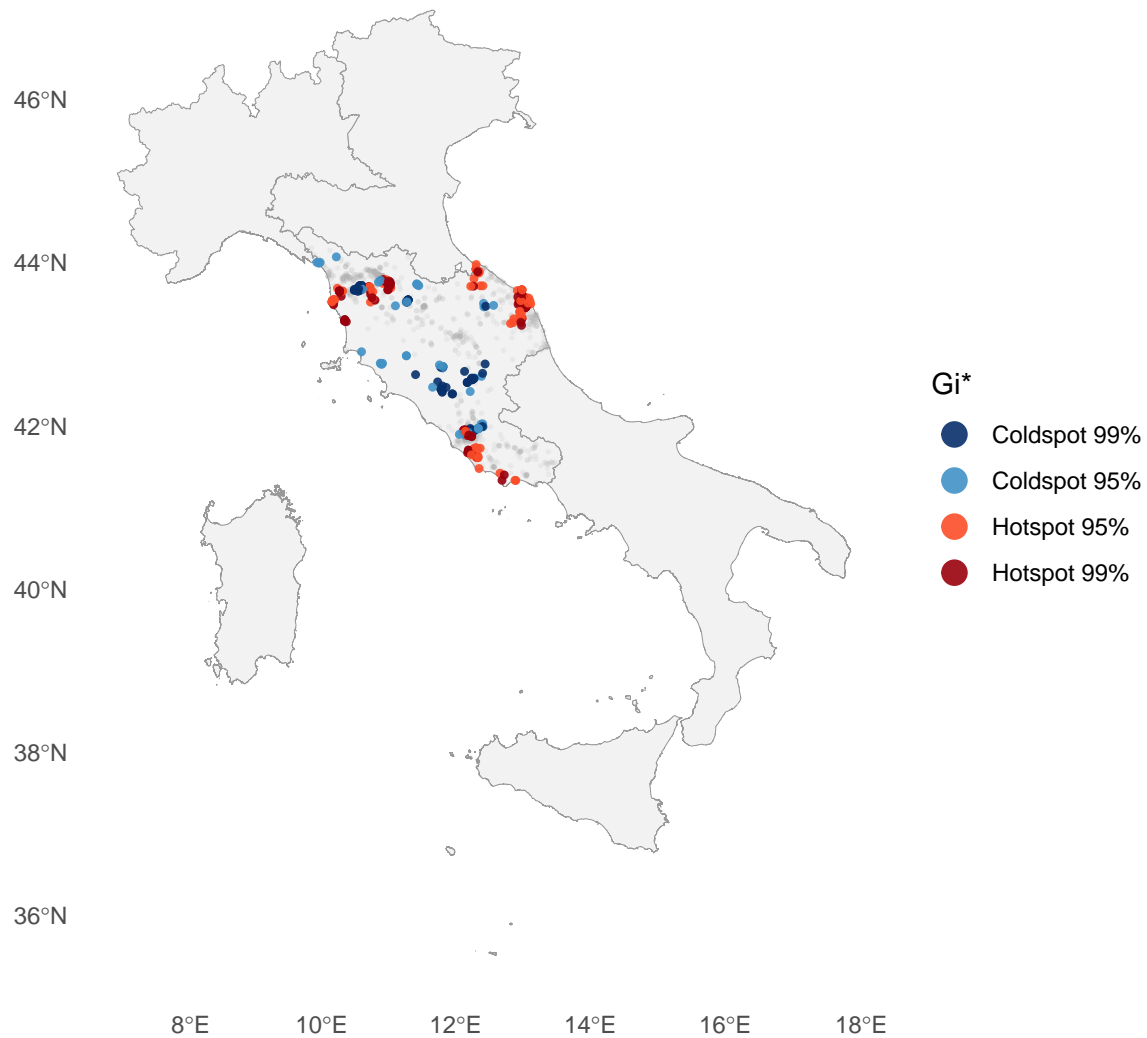 46°N
44°N
42°N
40°N
38°N
36°N
8°E
10°E
12°E
14°E
16°E
18°E
Gi*
Coldspot 99%
Coldspot 95%
Hotspot 95%
Hotspot 99%